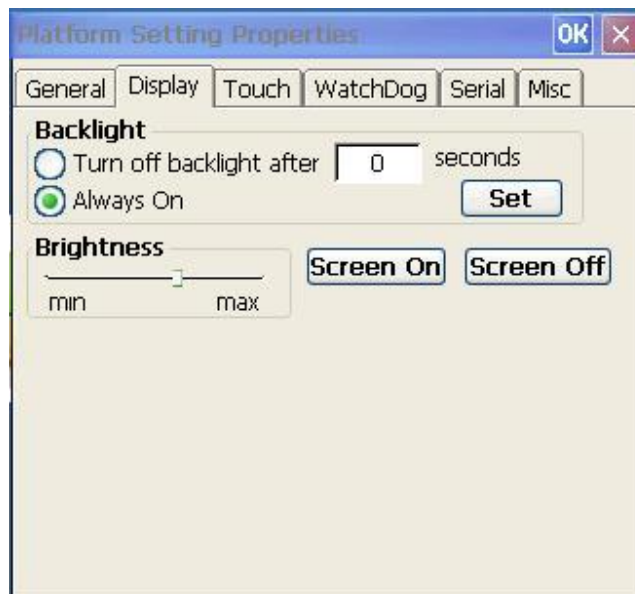 Platform Setting Properties OK
General Display Touch WatchDog Serial Misc
Backlight
Turn off backlight after 0 seconds
Always On Set
Brightness
Screen On Screen Off
min max